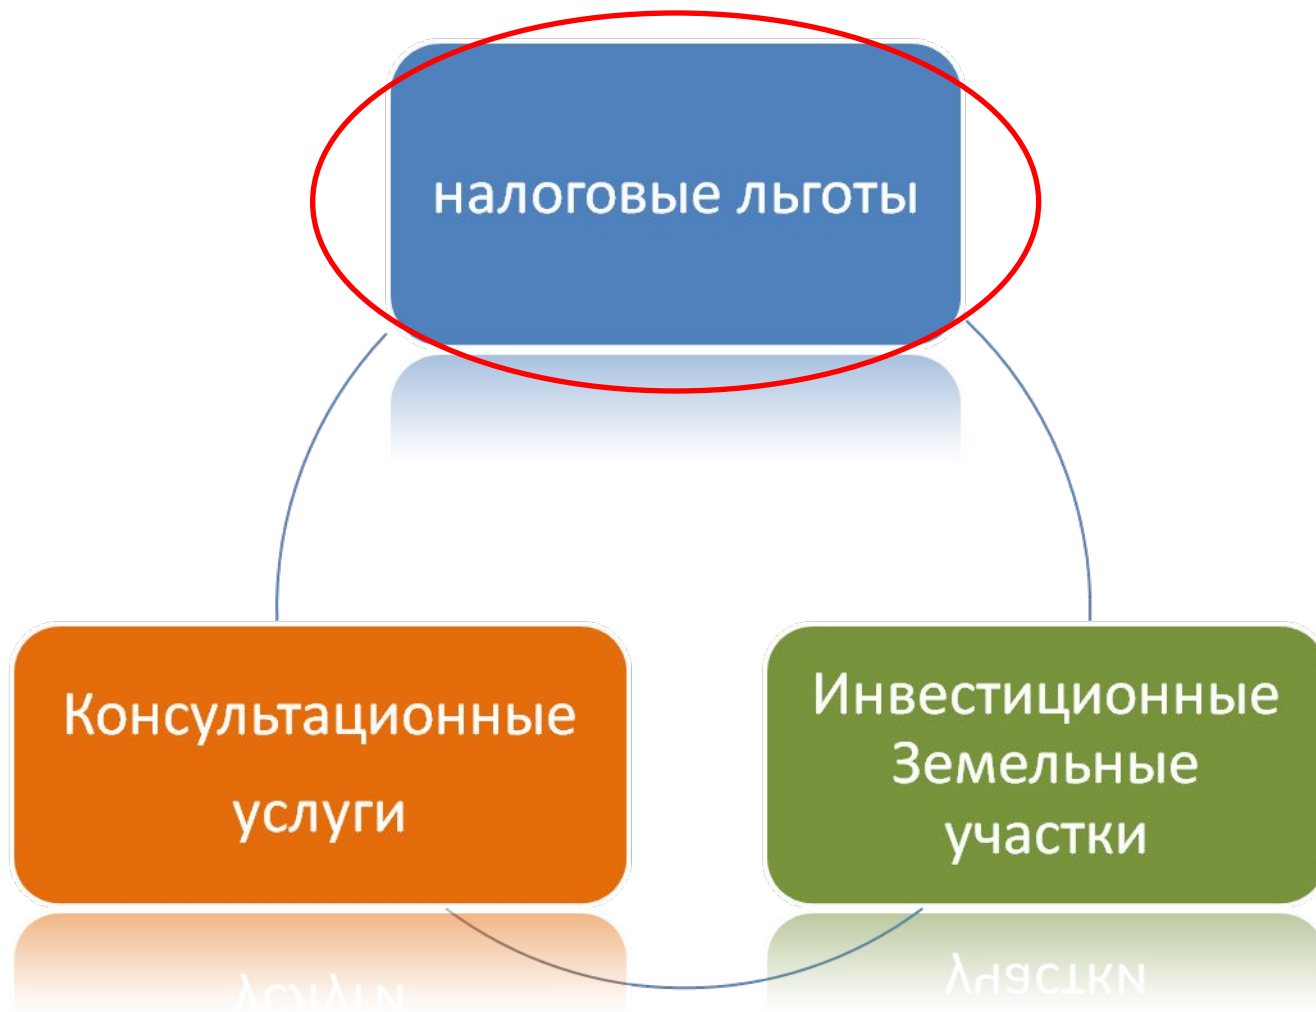 налоговые льготы
Консультационные
услуги
Инвестиционные
Земельные
участки